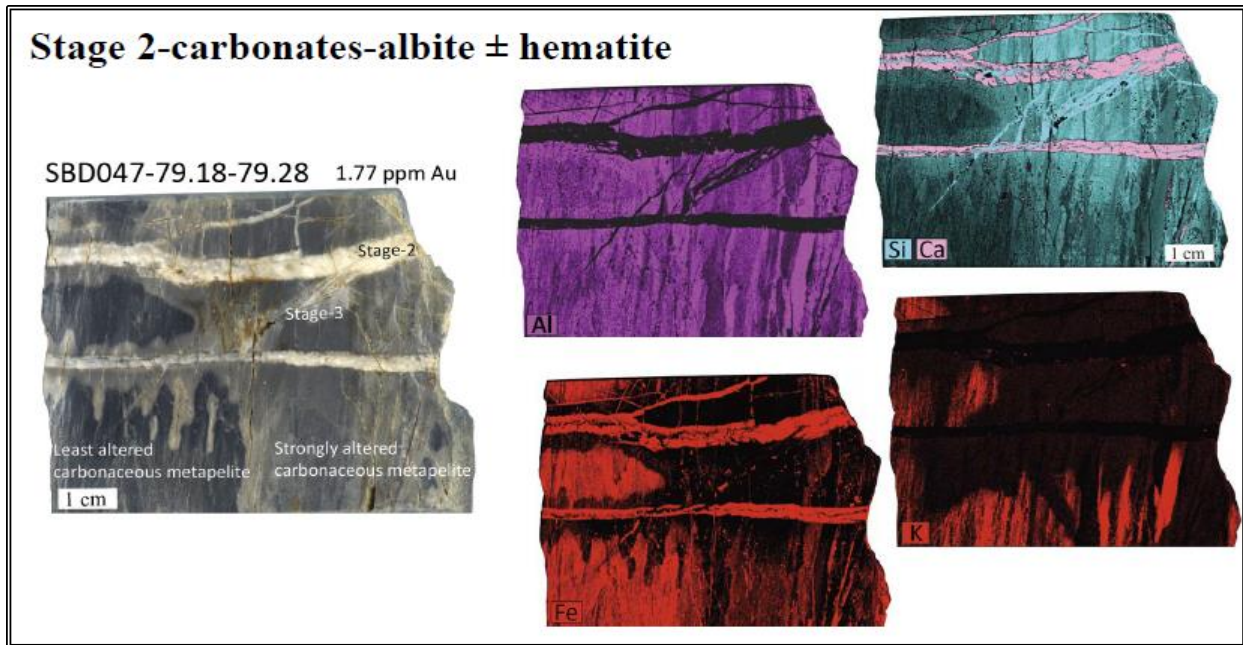 Stage 2-carbonates-albite ± hematite
SBD047-79.18-79.28 1.77 ppm Au
Stage-2
Stage-3
Least altered
carbonaceous metapelite
Strongly altered
carbonaceous metapelite
1 cm
Al
Si Ca
1 cm
Fe
K